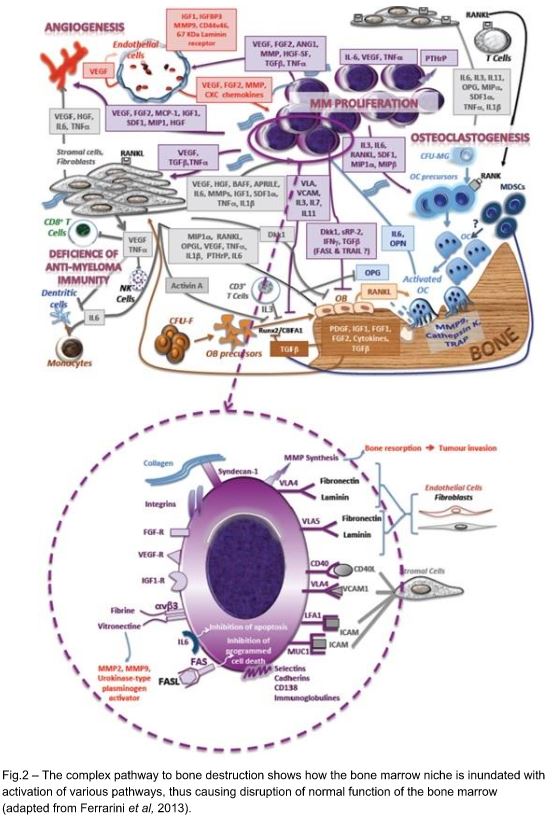 ANGIOGENESIS
Endothelial
cells
IGF1, IGFBP3
MMP9, CD44v46,
67 KDa Laminin
receptor
VEGF
VEGF, FGF2, ANG1,
MMP, HGF-SF,
TGFβ, TNFα
IL-6, VEGF, TNFα
PTHrP
RANKL
T Cells
IL6, IL3, IL11,
OPG, MIPα,
SDF1α,
TNFα, IL1β
VEGF, FGF2, MMP,
CXC chemokines
MM PROLIFERATION
VEGF, HGF,
IL6, TNFα
VEGF, FGF2, MCP-1, IGF1,
SDF1, MIP1, HGF
OSTEOCLASTOGENESIS
Stromal cells,
Fibroblasts
RANKL
VEGF,
TGFβ,TNFα
IL3, IL6,
RANKL, SDF1,
MIP1α, MIPβ
CFU-MG
OC precursors
RANK
MDSCs
VEGF, HGF, BAFF, APRILE,
IL6, MMPs, IGF1, SDF1α,
TNFα, IL1β
VLA,
VCAM,
IL3, IL7,
IL11
CD8⁺ T
Cells
VEGF
TNFα
MIP1α, RANKL,
OPGL, VEGF, TNFα,
IL1β, PTHrP, IL6
Dkk1
Dkk1, sRP-2,
IFNγ, TGFβ
(FASL & TRAIL ?)
IL6,
OPN
OC
DEFICIENCE OF
ANTI-MYELOMA
IMMUNITY
NK
Cells
Dentritic
cells
IL6
Monocytes
Activin A
CD3⁺
T Cells
IL3
OPG
OB
RANKL
Activated
OC
CFU-F
OB precursors
Runx2/CBFA1
TGFβ
PDGF, IGF1, FGF1,
FGF2, Cytokines,
TGFβ
MMP9,
Cathepsin K,
TRAP
BONE
Collagen
Syndecan-1
MMP Synthesis
Bone resorption → Tumour invasion
VLA4
Fibronectin
Laminin
Integrins
Endothelial Cells
Fibroblasts
VLA5
Fibronectin
Laminin
FGF-R
VEGF-R
IGF1-R
CD40
CD40L
VLA4
VCAM1
Stromal Cells
αvβ3
Fibrine
Vitronectine
LFA1
ICAM
MUC1
ICAM
Inhibition of apoptosis
IL6
Inhibition of
programmed
cell death
FAS
FASL
MMP2, MMP9,
Urokinase-type
plasminogen
activator
Selectins
Cadherins
CD138
Immunoglobulines
Fig.2 – The complex pathway to bone destruction shows how the bone marrow niche is inundated with
activation of various pathways, thus causing disruption of normal function of the bone marrow
(adapted from Ferrarini et al, 2013).